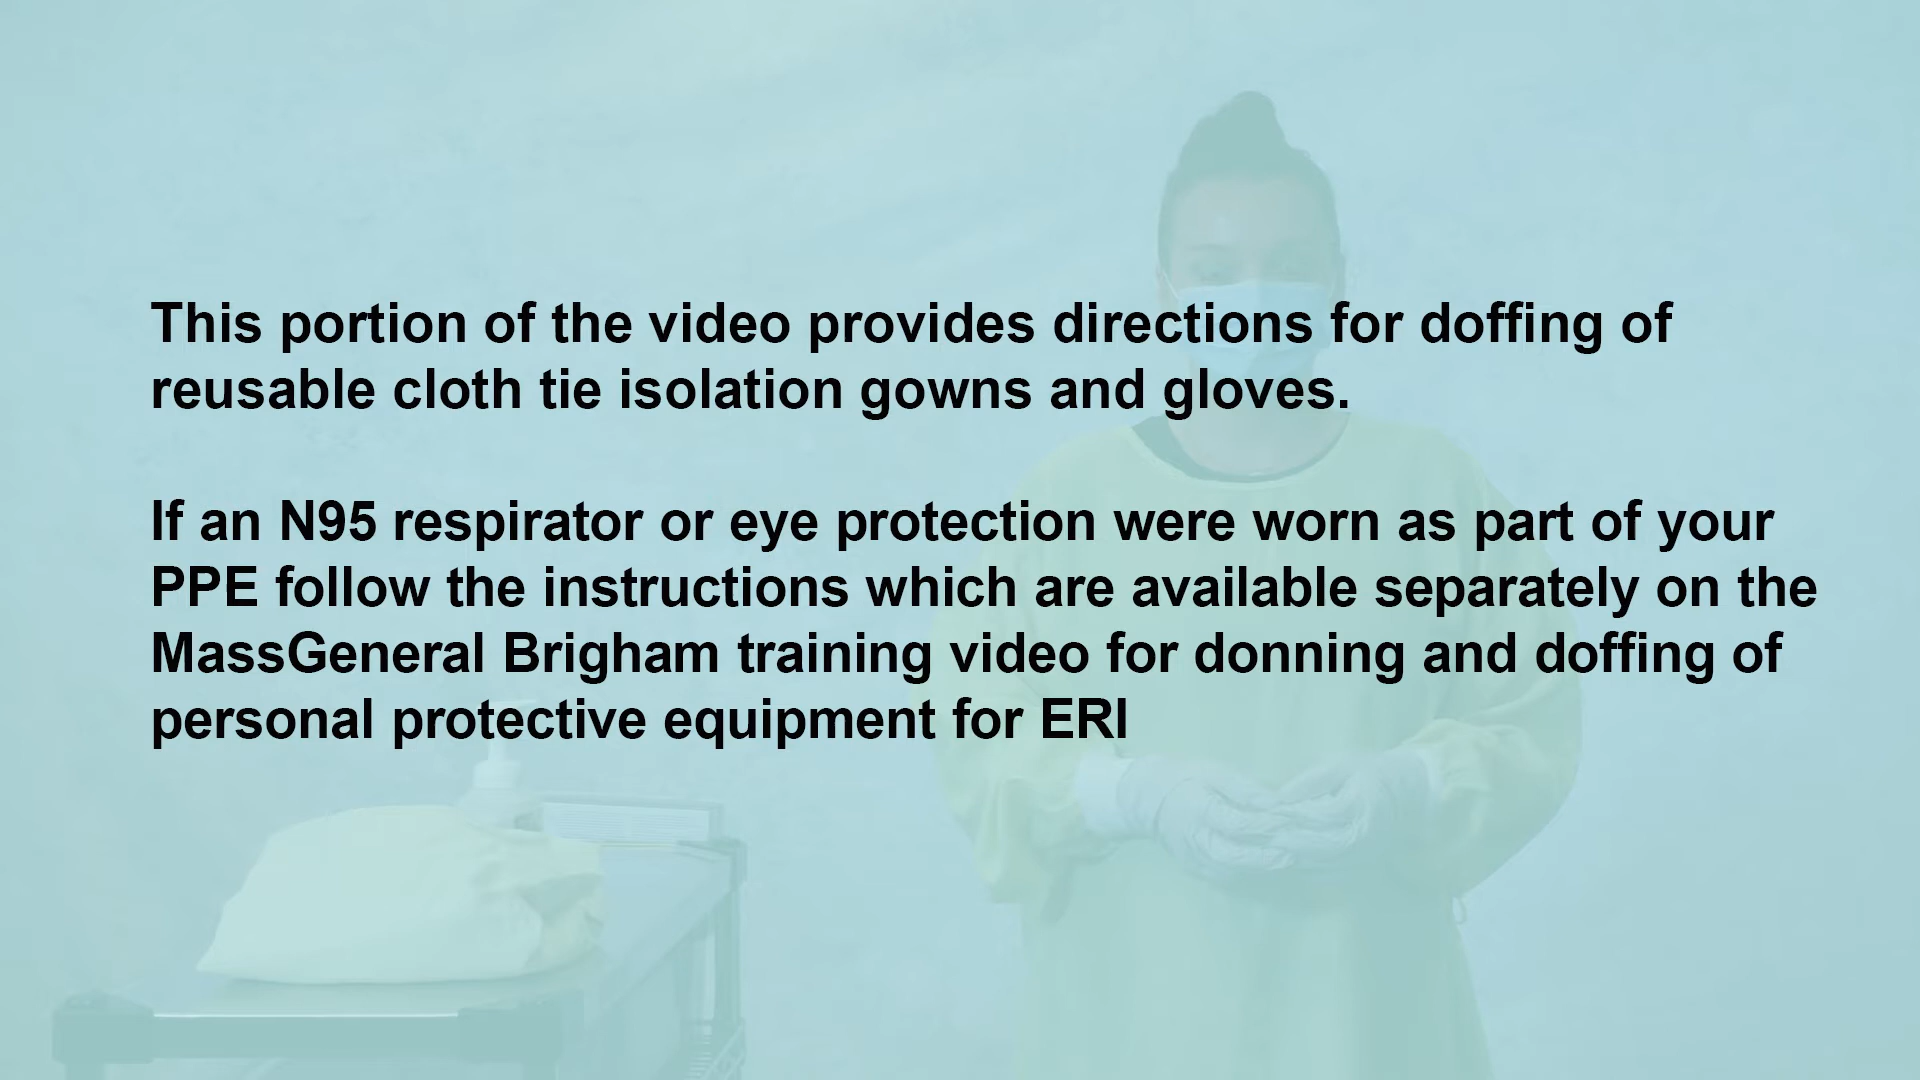 This portion of the video provides directions for doffing of
reusable cloth tie isolation gowns and gloves.
If an N95 respirator or eye protection were worn as part of your
PPE follow the instructions which are available separately on the
MassGeneral Brigham training video for donning and doffing of
personal protective equipment for ERI